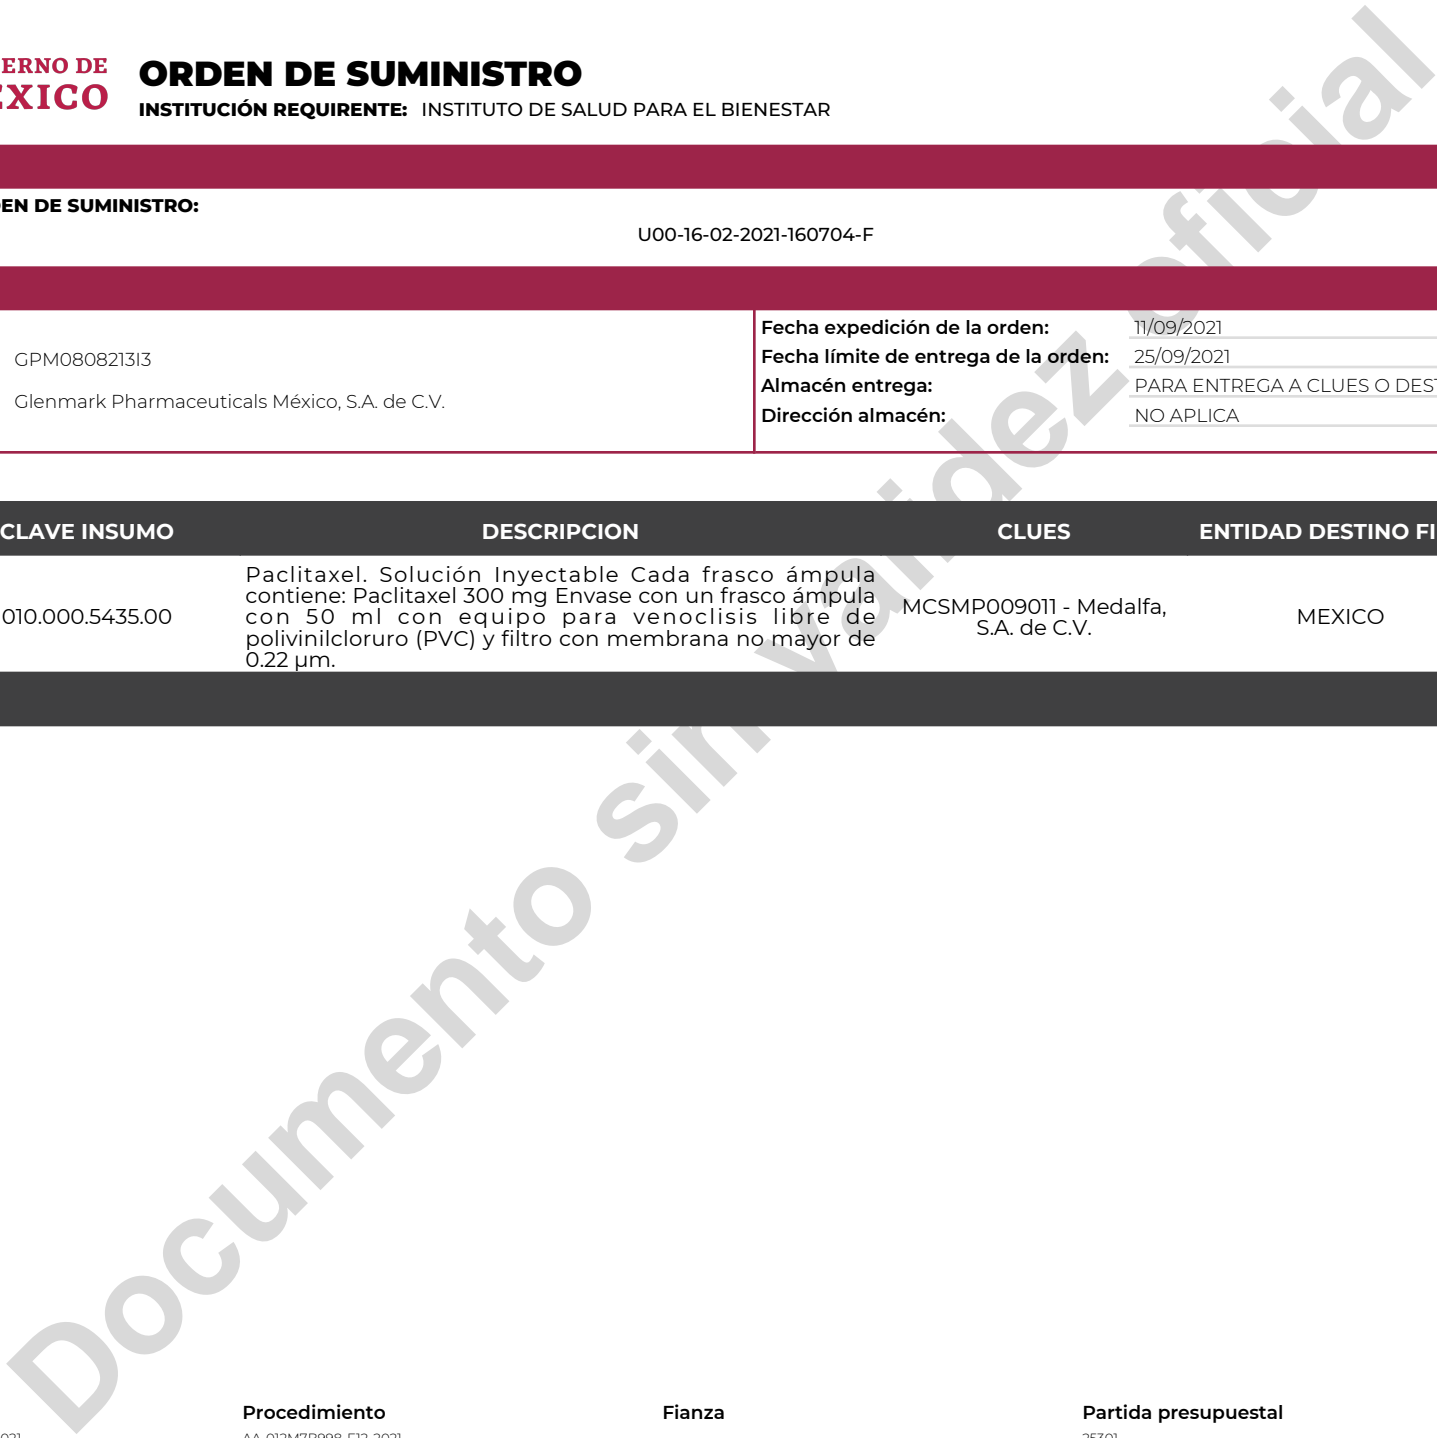 ERNO DE
ÉXICO
ORDEN DE SUMINISTRO
INSTITUCIÓN REQUIRENTE: INSTITUTO DE SALUD PARA EL BIENESTAR
EN DE SUMINISTRO:
U00-16-02-2021-160704-F
GPM0808213I3
Glenmark Pharmaceuticals México, S.A. de C.V.
Fecha expedición de la orden: 11/09/2021
Fecha límite de entrega de la orden: 25/09/2021
Almacén entrega: PARA ENTREGA A CLUES O DEST
Dirección almacén: NO APLICA
CLAVE INSUMO DESCRIPCION CLUES ENTIDAD DESTINO FI
010.000.5435.00
Paclitaxel. Solución Inyectable Cada frasco ámpula
contiene: Paclitaxel 300 mg Envase con un frasco ámpula
con 50 ml con equipo para venoclisis libre de
polivinilcloruro (PVC) y filtro con membrana no mayor de
0.22 µm.
MCSMP009011 - Medalfa,
S.A. de C.V.
MEXICO
Documento sin validez oficial
Procedimiento Fianza Partida presupuestal